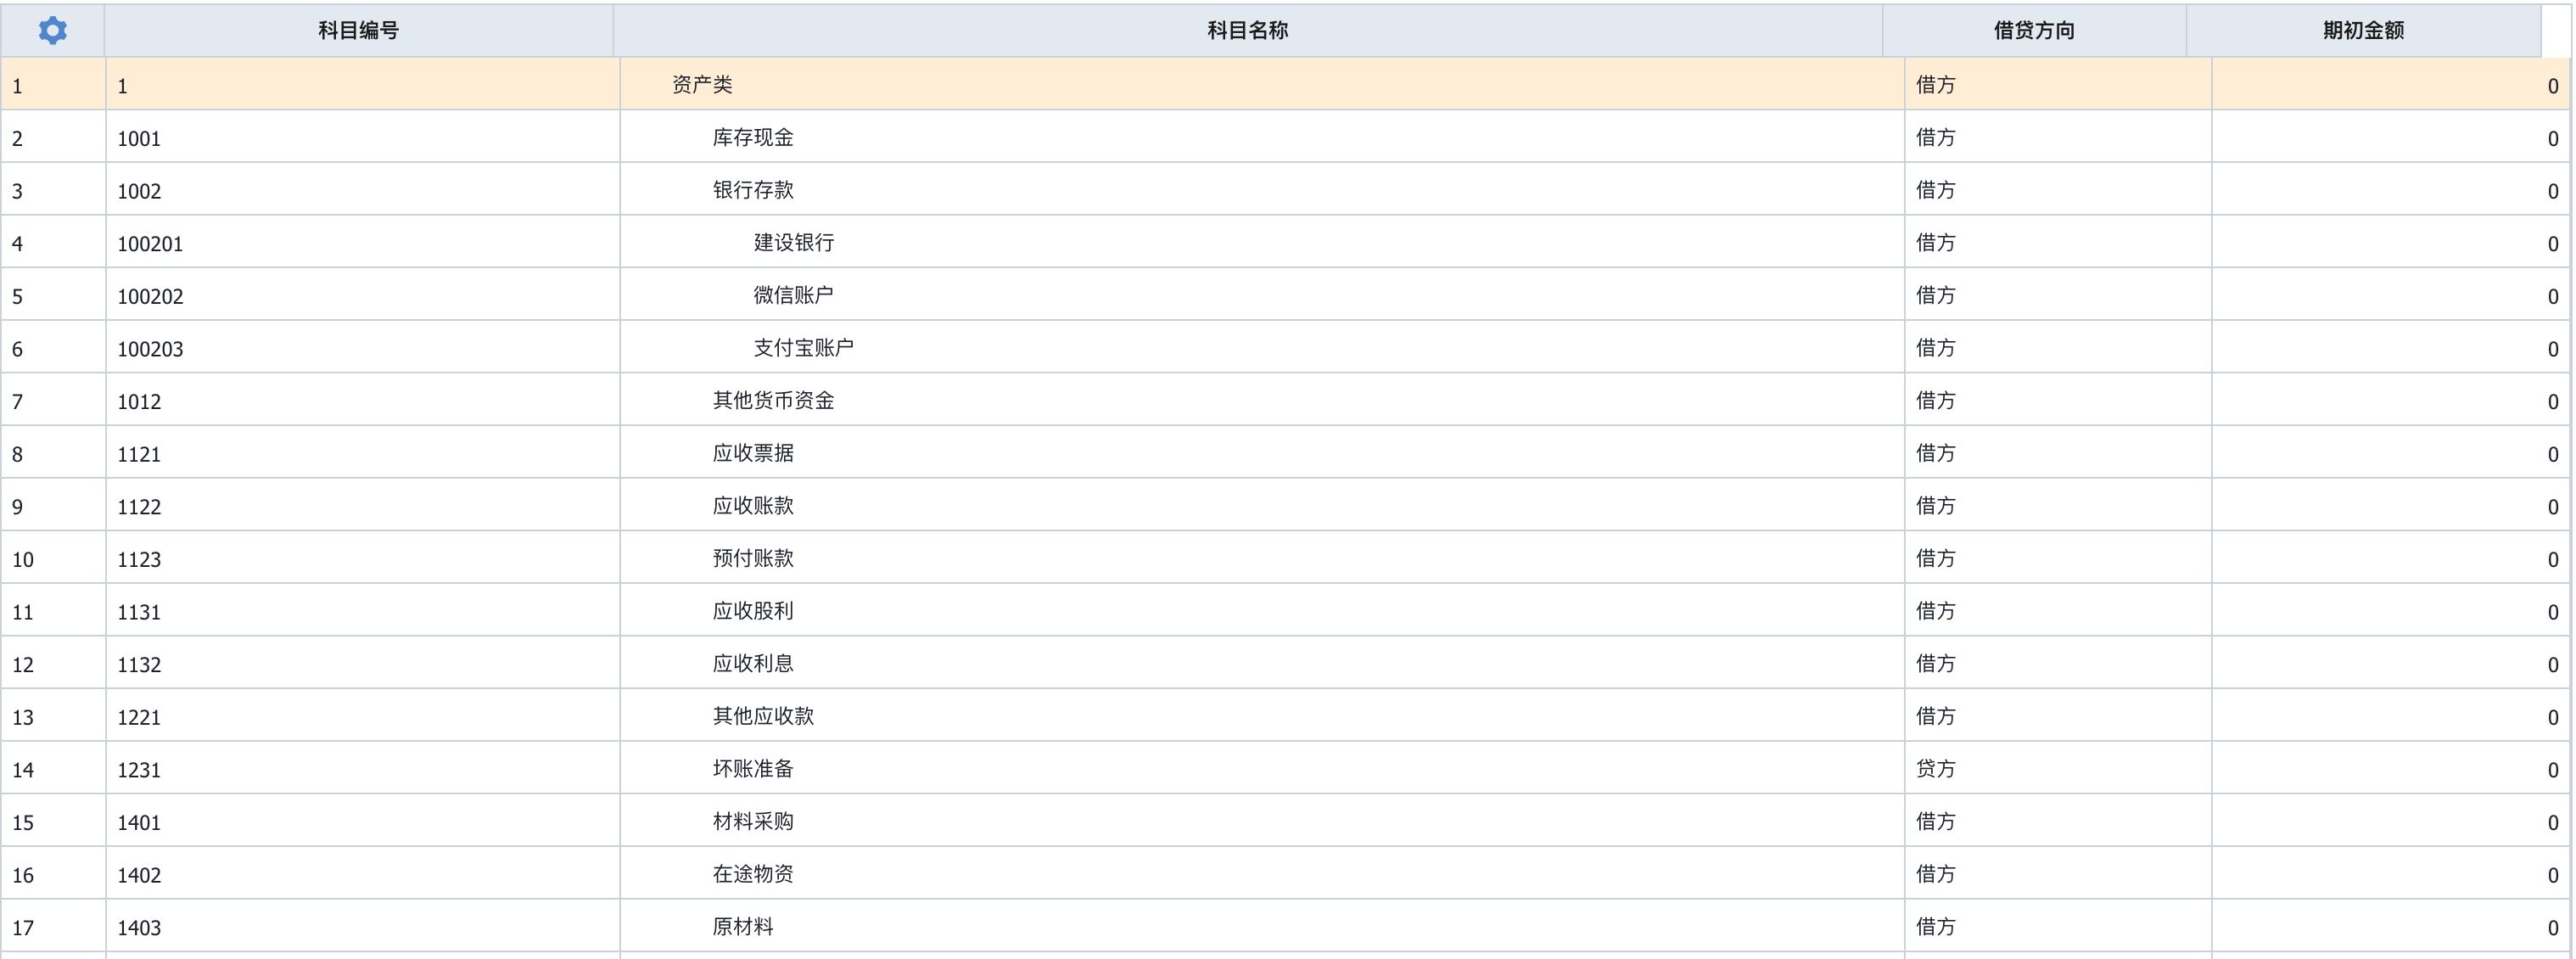 科目编号 科目名称 借贷方向 期初金额
1 1 资产类 借方 0
2 1001 库存现金 借方 0
3 1002 银行存款 借方 0
4 100201 建设银行 借方 0
5 100202 微信账户 借方 0
6 100203 支付宝账户 借方 0
7 1012 其他货币资金 借方 0
8 1121 应收票据 借方 0
9 1122 应收账款 借方 0
10 1123 预付账款 借方 0
11 1131 应收股利 借方 0
12 1132 应收利息 借方 0
13 1221 其他应收款 借方 0
14 1231 坏账准备 贷方 0
15 1401 材料采购 借方 0
16 1402 在途物资 借方 0
17 1403 原材料 借方 0